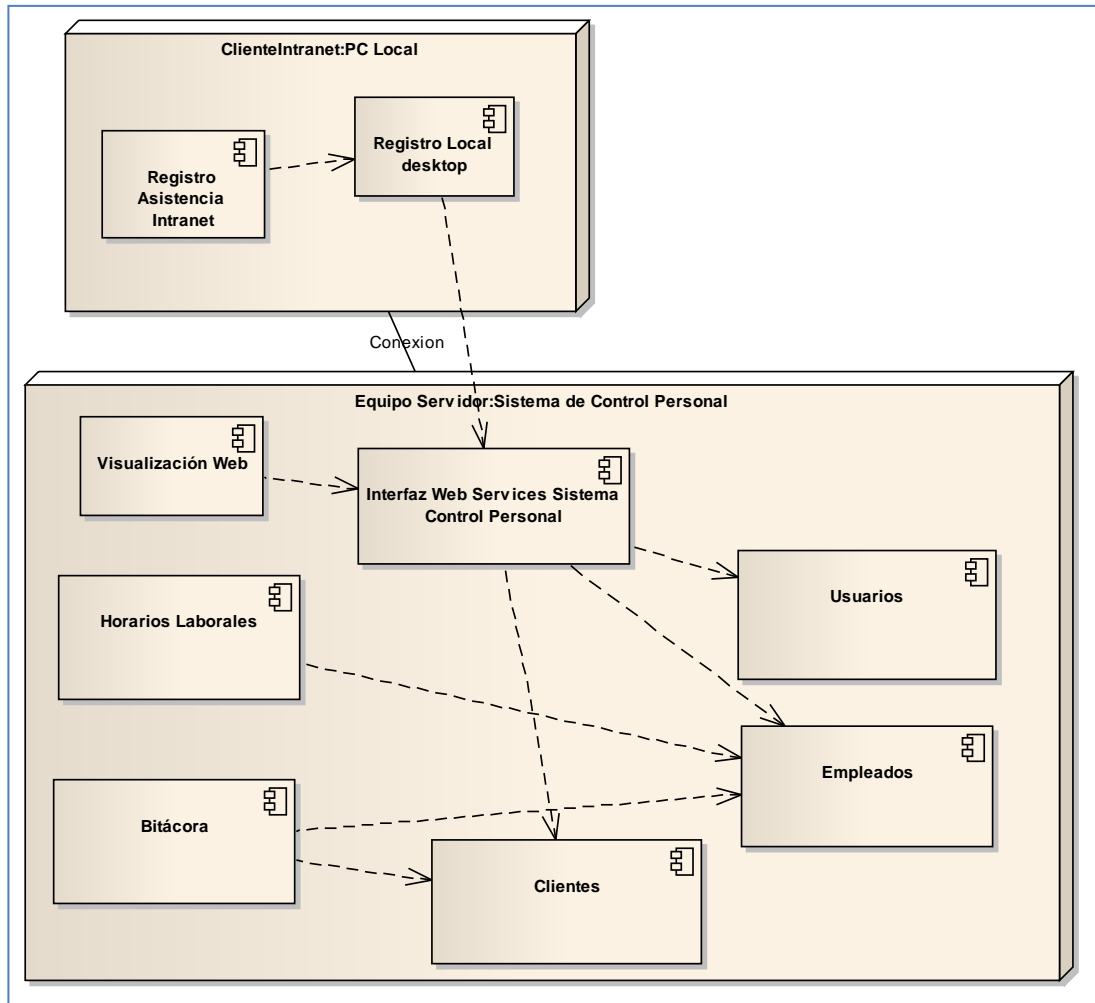 ClienteIntranet:PC Local
Registro Local
desktop
Registro
Asistencia
Intranet
Conexion
Equipo Servidor:Sistema de Control Personal
Visualización Web
Interfaz Web Services Sistema
Control Personal
Usuarios
Horarios Laborales
Empleados
Bitácora
Clientes